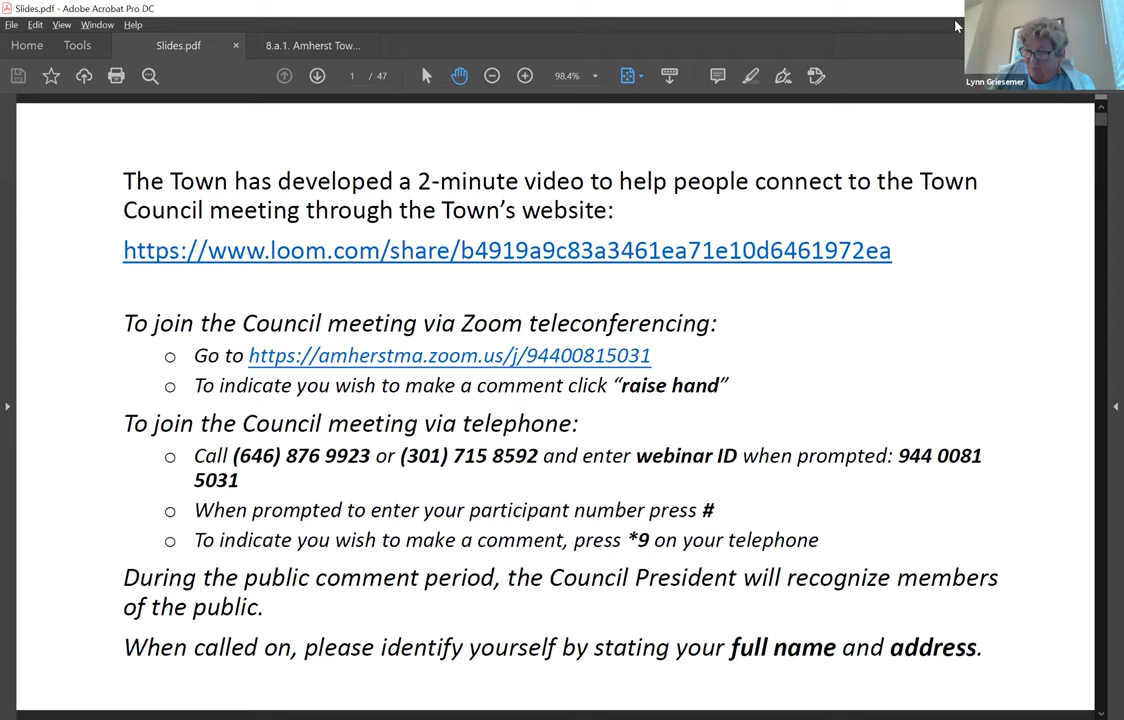 Slides.pdf - Adobe Acrobat Pro DC
File Edit View Window Help
Home Tools Slides.pdf × 8.a.1. Amherst Tow...
1 / 47 98.4%
Lynn Griesemer
The Town has developed a 2-minute video to help people connect to the Town
Council meeting through the Town’s website:
https://www.loom.com/share/b4919a9c83a3461ea71e10d6461972ea
To join the Council meeting via Zoom teleconferencing:
o Go to https://amherstma.zoom.us/j/94400815031
o To indicate you wish to make a comment click “raise hand”
To join the Council meeting via telephone:
o Call (646) 876 9923 or (301) 715 8592 and enter webinar ID when prompted: 944 0081
5031
o When prompted to enter your participant number press #
o To indicate you wish to make a comment, press *9 on your telephone
During the public comment period, the Council President will recognize members
of the public.
When called on, please identify yourself by stating your full name and address.